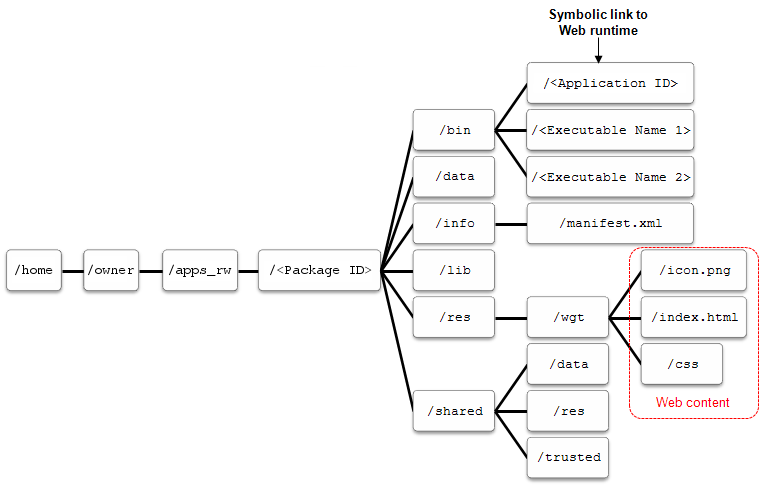 Symbolic link to
Web runtime
/<Application ID>
/bin
/<Executable Name 1>
/data
/<Executable Name 2>
/info
/manifest.xml
/home
/owner
/apps_rw
/<Package ID>
/lib
/icon.png
/res
/wgt
/index.html
/data
/css
/shared
/res
Web content
/trusted